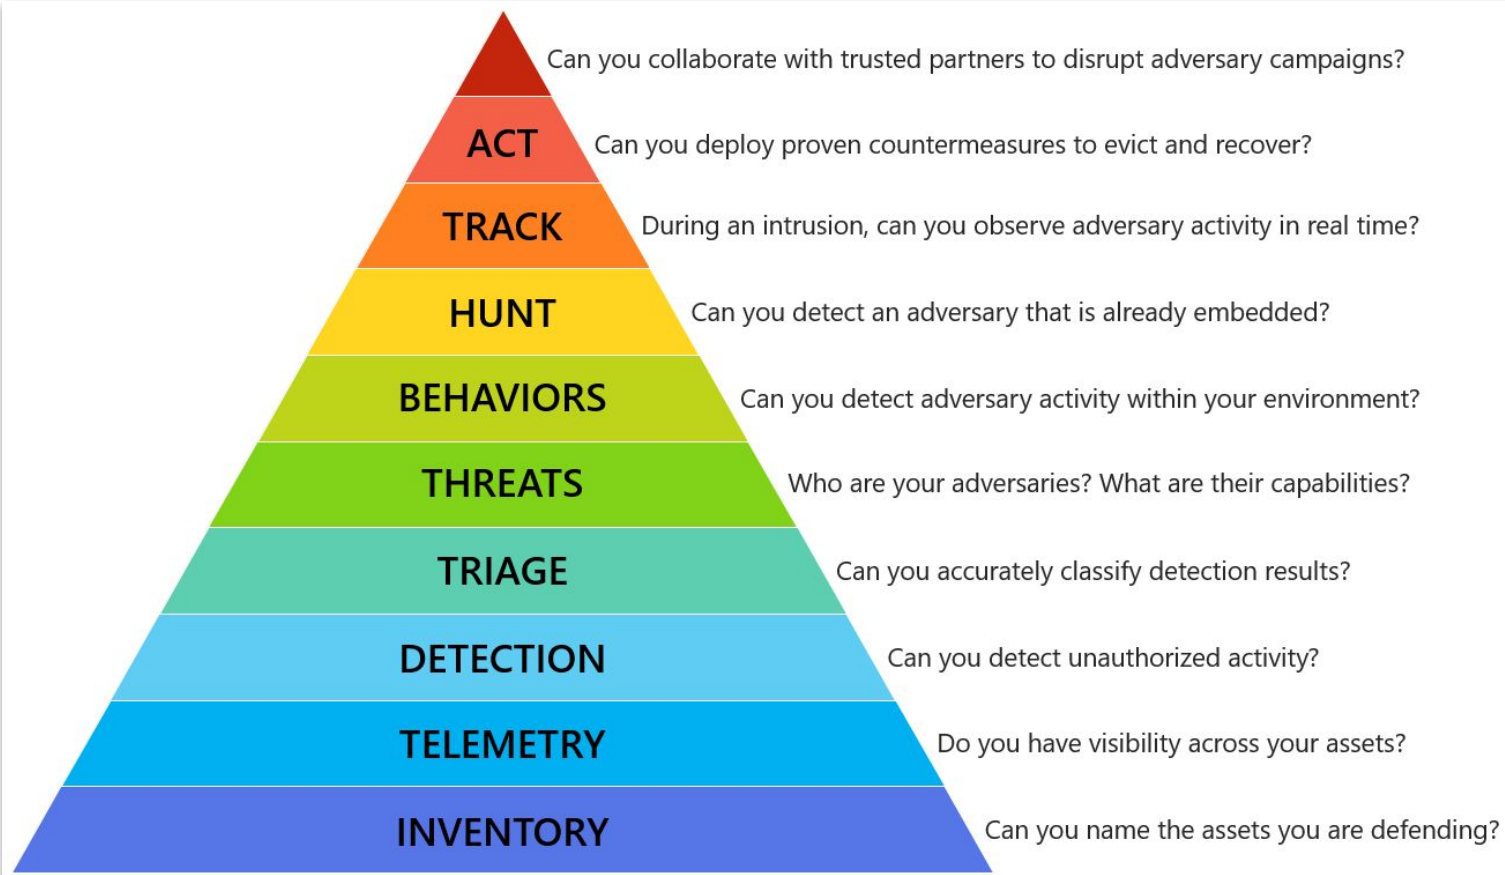 Can you collaborate with trusted partners to disrupt adversary campaigns?
ACT Can you deploy proven countermeasures to evict and recover?
TRACK During an intrusion, can you observe adversary activity in real time?
HUNT Can you detect an adversary that is already embedded?
BEHAVIORS Can you detect adversary activity within your environment?
THREATS Who are your adversaries? What are their capabilities?
TRIAGE Can you accurately classify detection results?
DETECTION Can you detect unauthorized activity?
TELEMETRY Do you have visibility across your assets?
INVENTORY Can you name the assets you are defending?